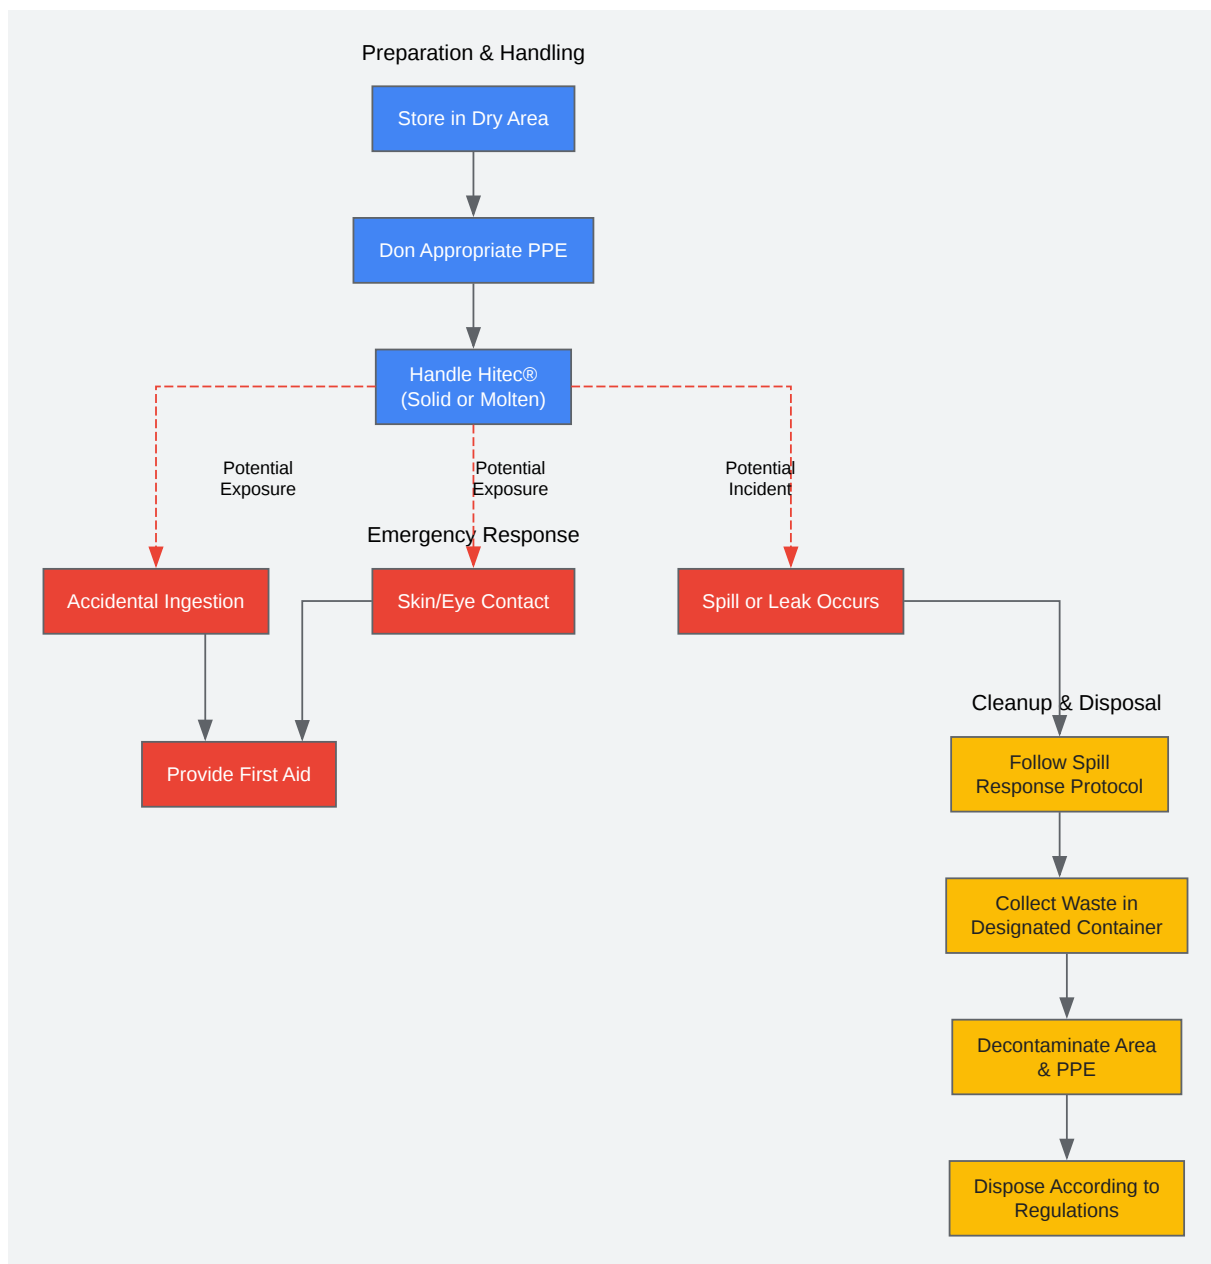 Preparation & Handling
Store in Dry Area
Don Appropriate PPE
Handle Hitec®
(Solid or Molten)
Potential
Exposure
Potential
Exposure
Potential
Incident
Emergency Response
Accidental Ingestion
Skin/Eye Contact
Spill or Leak Occurs
Cleanup & Disposal
Provide First Aid
Follow Spill
Response Protocol
Collect Waste in
Designated Container
Decontaminate Area
& PPE
Dispose According to
Regulations